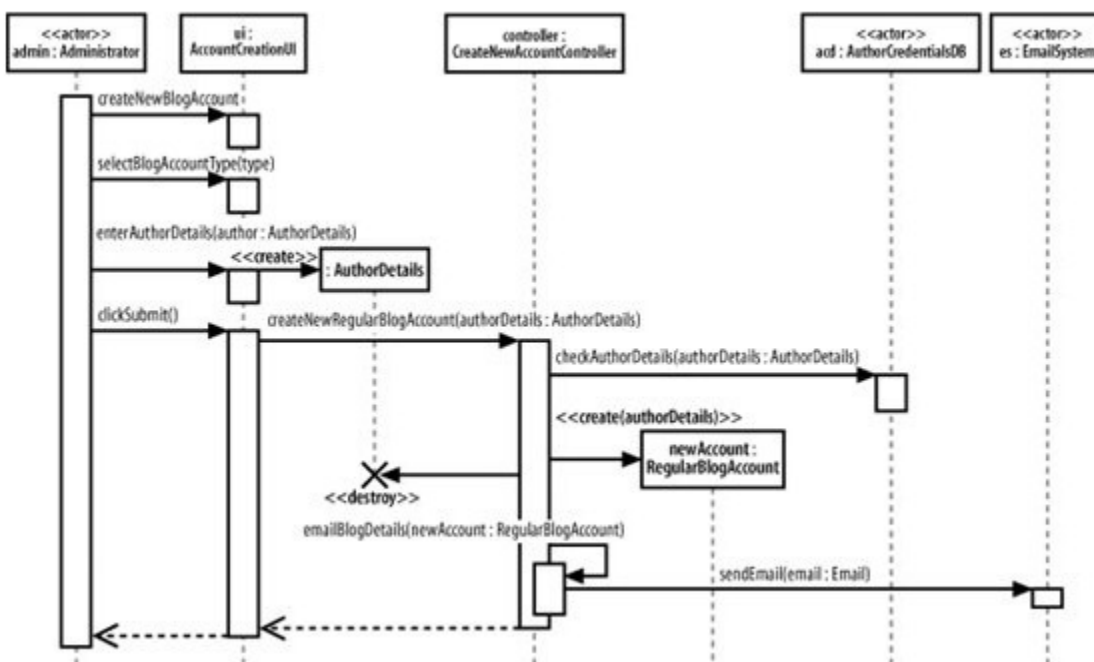 <<actor>>
admin : Administrator
ui :
AccountCreationUI
controller :
CreateNewAccountController
<<actor>>
acd : AuthorCredentialsDB
<<actor>>
es : EmailSystem
createNewBlogAccount
selectBlogAccountType(type)
enterAuthorDetails(author : AuthorDetails)
<<create>>
: AuthorDetails
clickSubmit()
createNewRegularBlogAccount(authorDetails : AuthorDetails)
checkAuthorDetails(authorDetails : AuthorDetails)
<<create(authorDetails)>>
newAccount :
RegularBlogAccount
<<destroy>>
emailBlogDetails(newAccount : RegularBlogAccount)
sendEmail(email : Email)